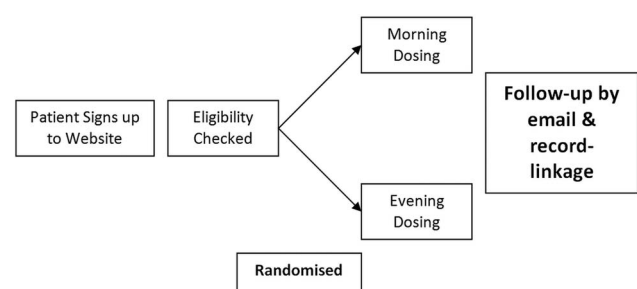 Patient Signs up
to Website
Eligibility
Checked
Morning
Dosing
Evening
Dosing
Follow-up by
email &
record-
linkage
Randomised